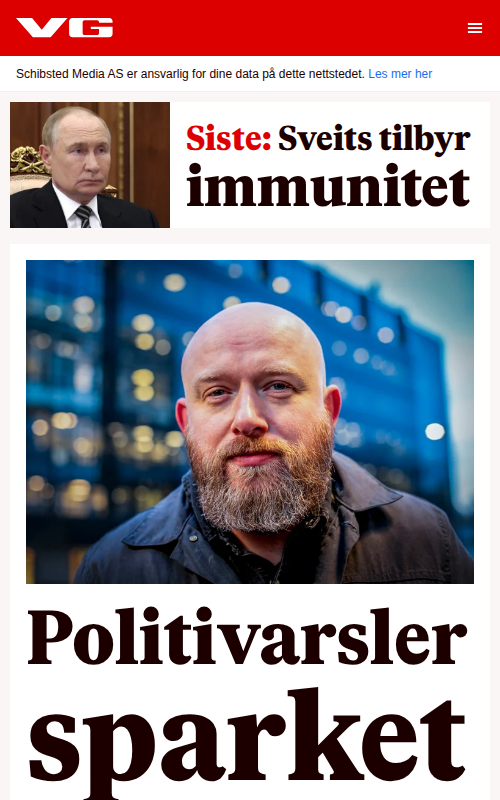 VG
Schibsted Media AS er ansvarlig for dine data på dette nettstedet. Les mer her
Siste: Sveits tilbyr
immunitet
Politivarsler
sparket